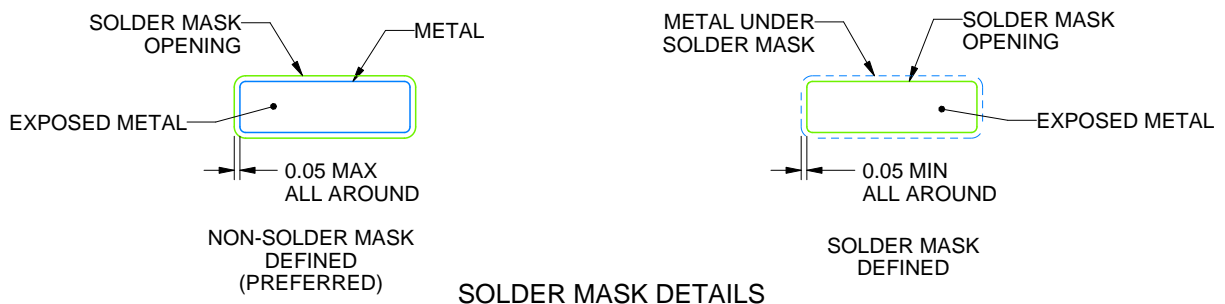 SOLDER MASK
OPENING
METAL
EXPOSED METAL
0.05 MAX
ALL AROUND
NON-SOLDER MASK
DEFINED
(PREFERRED)
METAL UNDER
SOLDER MASK
SOLDER MASK
OPENING
EXPOSED METAL
0.05 MIN
ALL AROUND
SOLDER MASK
DEFINED
SOLDER MASK DETAILS